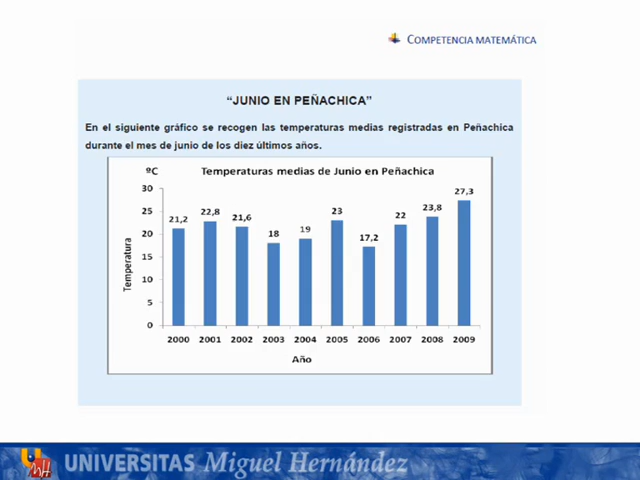 COMPETENCIA MATEMÁTICA
“JUNIO EN PEÑACHICA”
En el siguiente gráfico se recogen las temperaturas medias registradas en Peñachica
durante el mes de junio de los diez últimos años.
ºC Temperaturas medias de Junio en Peñachica
30
25
20
15
10
5
0
Temperatura
21,2 22,8 21,6 18 19 23 17,2 22 23,8 27,3
2000 2001 2002 2003 2004 2005 2006 2007 2008 2009
Año
UMH UNIVERSITAS Miguel Hernández